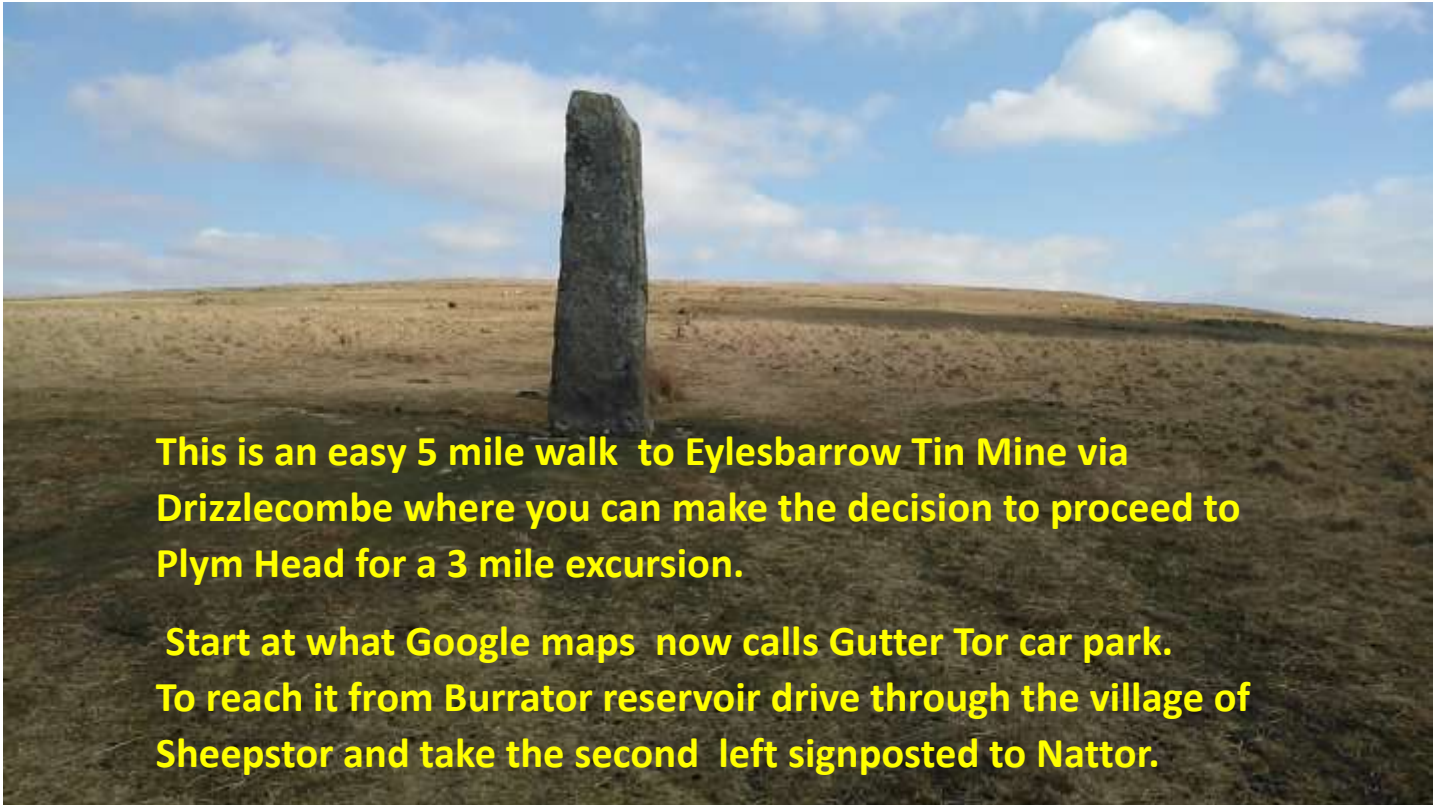 This is an easy 5 mile walk  to Eylesbarrow Tin Mine via
Drizzlecombe where you can make the decision to proceed to
Plym Head for a 3 mile excursion.
Start at what Google maps  now calls Gutter Tor car park.
To reach it from Burrator reservoir drive through the village of
Sheepstor and take the second  left signposted to Nattor.